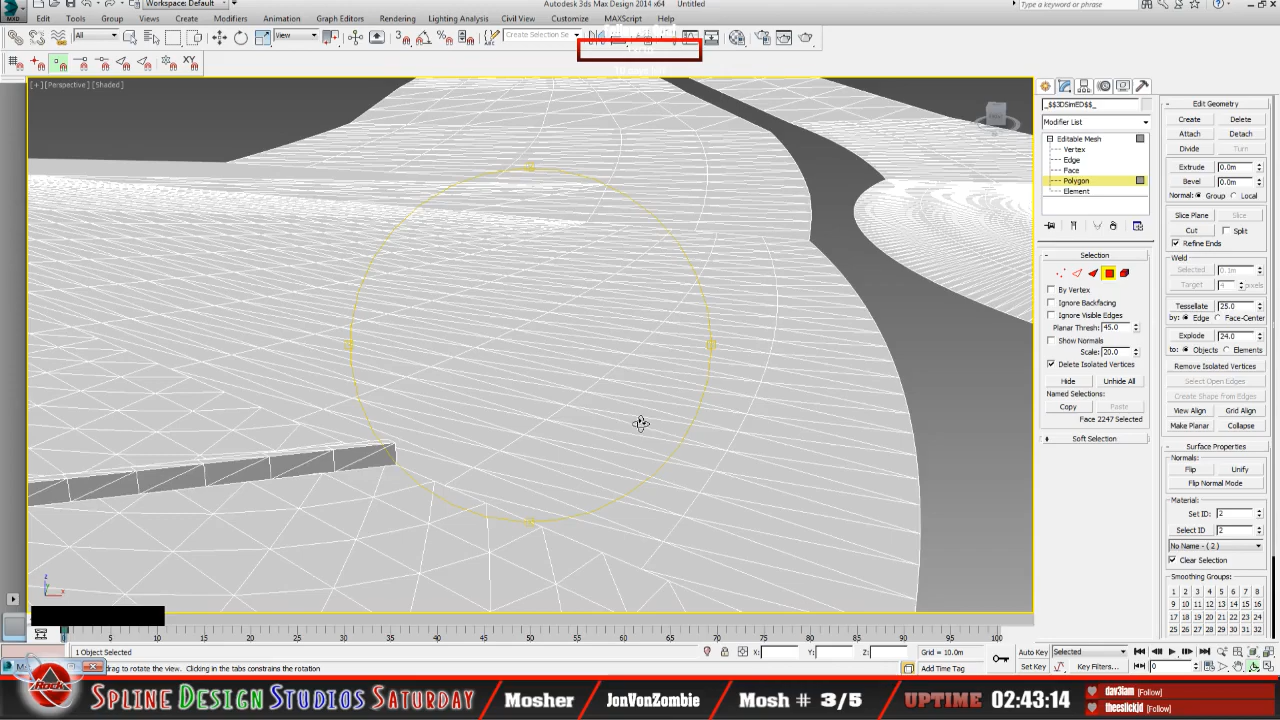 Workspace: Default
Autodesk 3ds Max Design 2014 x64 Untitled
Type a keyword or phrase
Edit Tools Group Views Create Modifiers Animation Graph Editors Rendering Lighting Analysis Civil View Customize MAXScript Help
All
View
Create Selection Se
XY
[+][Perspective][Shaded]
_$$3DSimED$$_
Modifier List
Editable Mesh
Vertex
Edge
Face
Polygon
Element
Selection
By Vertex
Ignore Backfacing
Ignore Visible Edges
Planar Thresh: 45.0
Show Normals
Scale: 20.0
Delete Isolated Vertices
Hide Unhide All
Named Selections:
Copy Paste
Face 2247 Selected
Soft Selection
Edit Geometry
Create Delete
Attach Detach
Divide Turn
Extrude 0.0m
Bevel 0.0m
Normal: Group Local
Slice Plane Slice
Cut Split
Refine Ends
Weld
Selected 0.1m
Target 4 pixels
Tessellate 25.0
by: Edge Face-Center
Explode 24.0
to: Objects Elements
Remove Isolated Vertices
Select Open Edges
Create Shape from Edges
View Align Grid Align
Make Planar Collapse
Surface Properties
Normals:
Flip Unify
Flip Normal Mode
Material:
Set ID: 2
Select ID 2
No Name - ( 2 )
Clear Selection
Smoothing Groups:
1 2 3 4 5 6 7 8
9 10 11 12 13 14 15 16
17 18 19 20 21 22 23 24
25 26 27 28 29 30 31 32
0 5 10 15 20 25 30 35 40 45 50 55 60 65 70 75 80 85 90 95 100
1 Object Selected
X: Y: Z: Grid = 10.0m
drag to rotate the view. Clicking in the tabs constrains the rotation
Add Time Tag
Auto Key Selected
Set Key Key Filters...
0
Rock
Spline Design Studios Saturday
Mosher
JonVonZombie
Mosh # 3/5
Uptime 02:43:14
dav3iam [Follow]
theeslickjd [Follow]